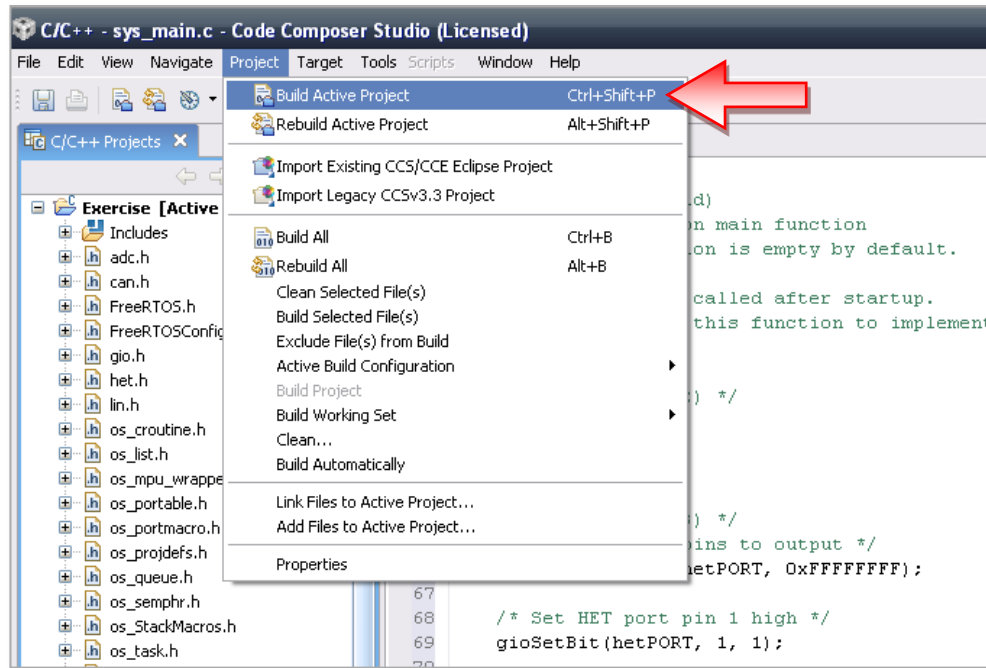 C/C++ - sys_main.c - Code Composer Studio (Licensed)
File Edit View Navigate Project Target Tools Scripts Window Help
Build Active Project Ctrl+Shift+P
Rebuild Active Project Alt+Shift+P
Import Existing CCS/CCE Eclipse Project
Import Legacy CCSv3.3 Project
Build All Ctrl+B
Rebuild All Alt+B
Clean Selected File(s)
Build Selected File(s)
Exclude File(s) from Build
Active Build Configuration
Build Project
Build Working Set
Clean...
Build Automatically
Link Files to Active Project...
Add Files to Active Project...
Properties
C/C++ Projects
Exercise [Active
Includes
adc.h
can.h
FreeRTOS.h
FreeRTOSConfig
gio.h
het.h
lin.h
os_croutine.h
os_list.h
os_mpu_wrappe
os_portable.h
os_portmacro.h
os_projdefs.h
os_queue.h
os_semphr.h
os_StackMacros.h
os_task.h
.d)
n main function
on is empty by default.
called after startup.
this function to implement
) */
) */
ins to output */
hetPORT, 0xFFFFFFFF);
67
68 /* Set HET port pin 1 high */
69 gioSetBit(hetPORT, 1, 1);